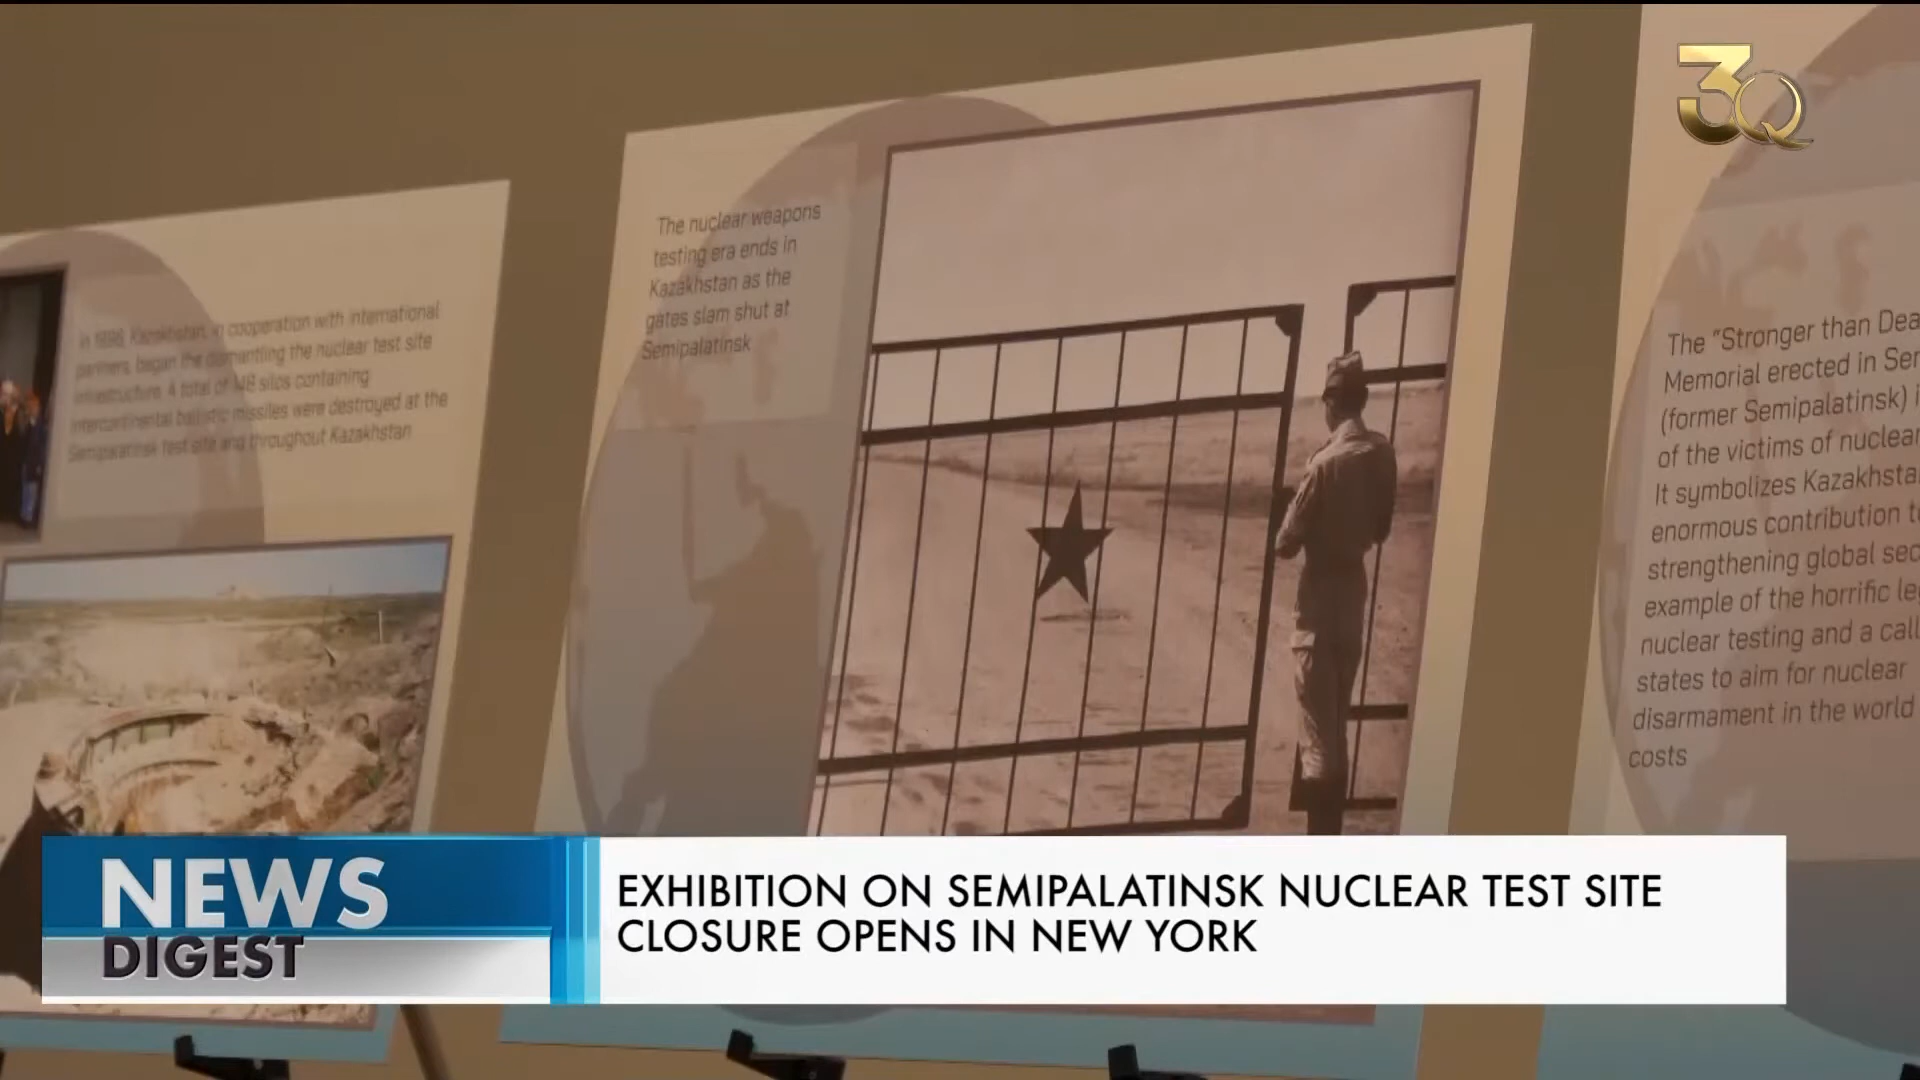 3Q
In 1996, Kazakhstan, in cooperation with international
partners, began the dismantling the nuclear test site
infrastructure. A total of 148 silos containing
intercontinental ballistic missiles were destroyed at the
Semipalatinsk test site and throughout Kazakhstan
The nuclear weapons
testing era ends in
Kazakhstan as the
gates slam shut at
Semipalatinsk
The "Stronger than Dea
Memorial erected in Ser
(former Semipalatinsk) i
of the victims of nuclear
It symbolizes Kazakhsta
enormous contribution t
strengthening global sec
example of the horrific le
nuclear testing and a call
states to aim for nuclear
disarmament in the world
costs
NEWS
DIGEST
EXHIBITION ON SEMIPALATINSK NUCLEAR TEST SITE
CLOSURE OPENS IN NEW YORK